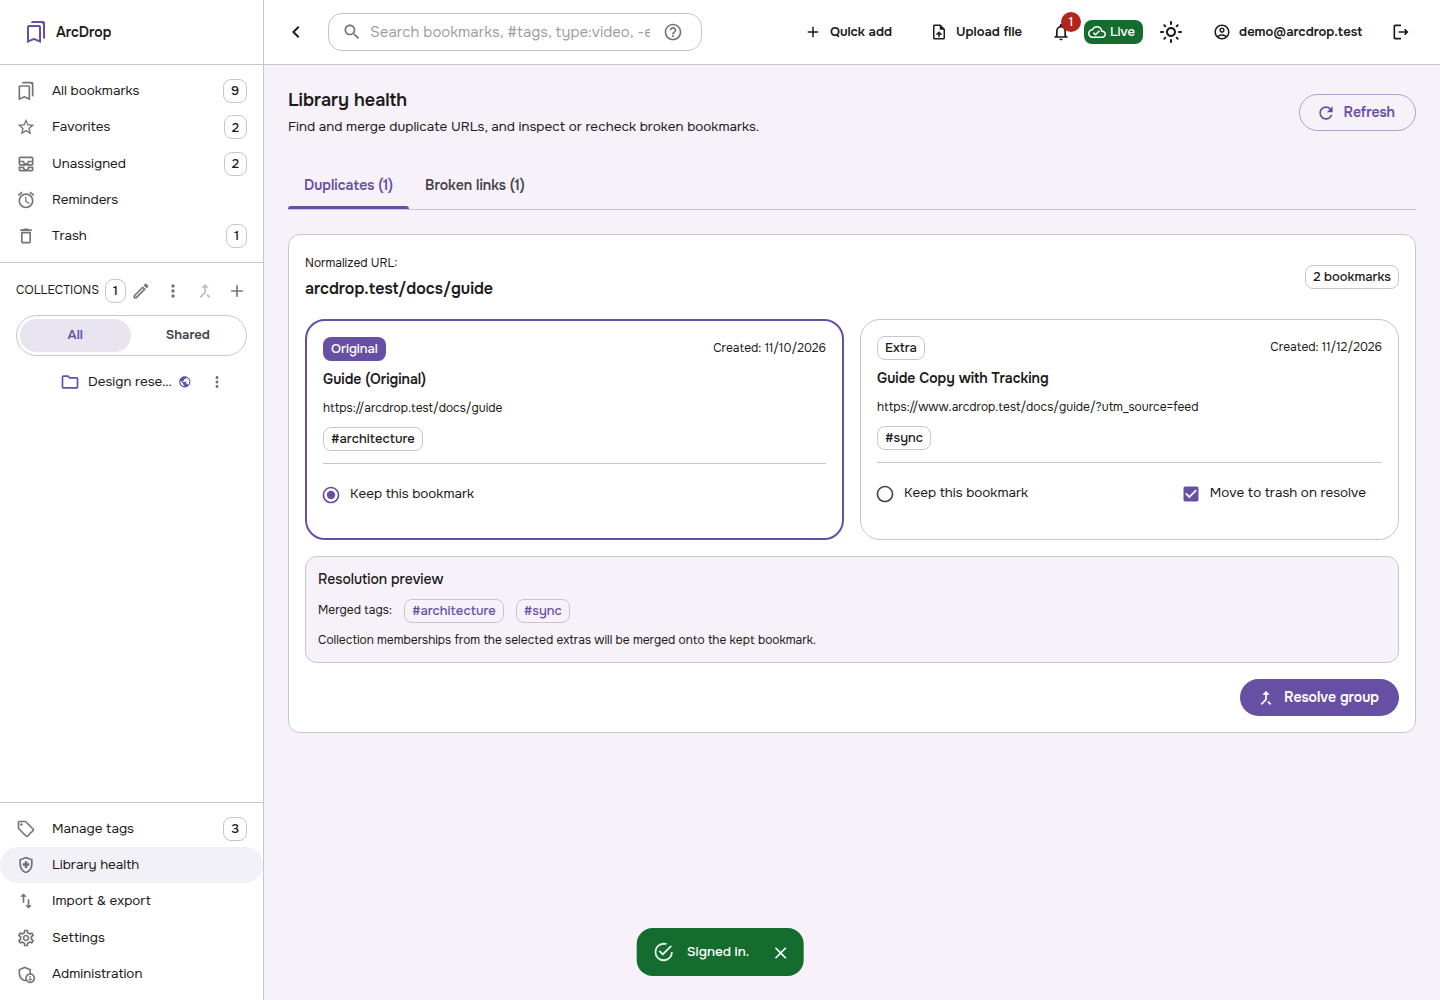 ArcDrop
Search bookmarks, #tags, type:video, -e
Quick add
Upload file
1
Live
demo@arcdrop.test
All bookmarks 9
Favorites 2
Unassigned 2
Reminders
Trash 1
COLLECTIONS 1
All Shared
Design rese...
Manage tags 3
Library health
Import & export
Settings
Administration
Library health
Find and merge duplicate URLs, and inspect or recheck broken bookmarks.
Refresh
Duplicates (1) Broken links (1)
Normalized URL:
arcdrop.test/docs/guide
2 bookmarks
Original Created: 11/10/2026
Guide (Original)
https://arcdrop.test/docs/guide
#architecture
Keep this bookmark
Extra Created: 11/12/2026
Guide Copy with Tracking
https://www.arcdrop.test/docs/guide/?utm_source=feed
#sync
Keep this bookmark Move to trash on resolve
Resolution preview
Merged tags: #architecture #sync
Collection memberships from the selected extras will be merged onto the kept bookmark.
Resolve group
Signed in.